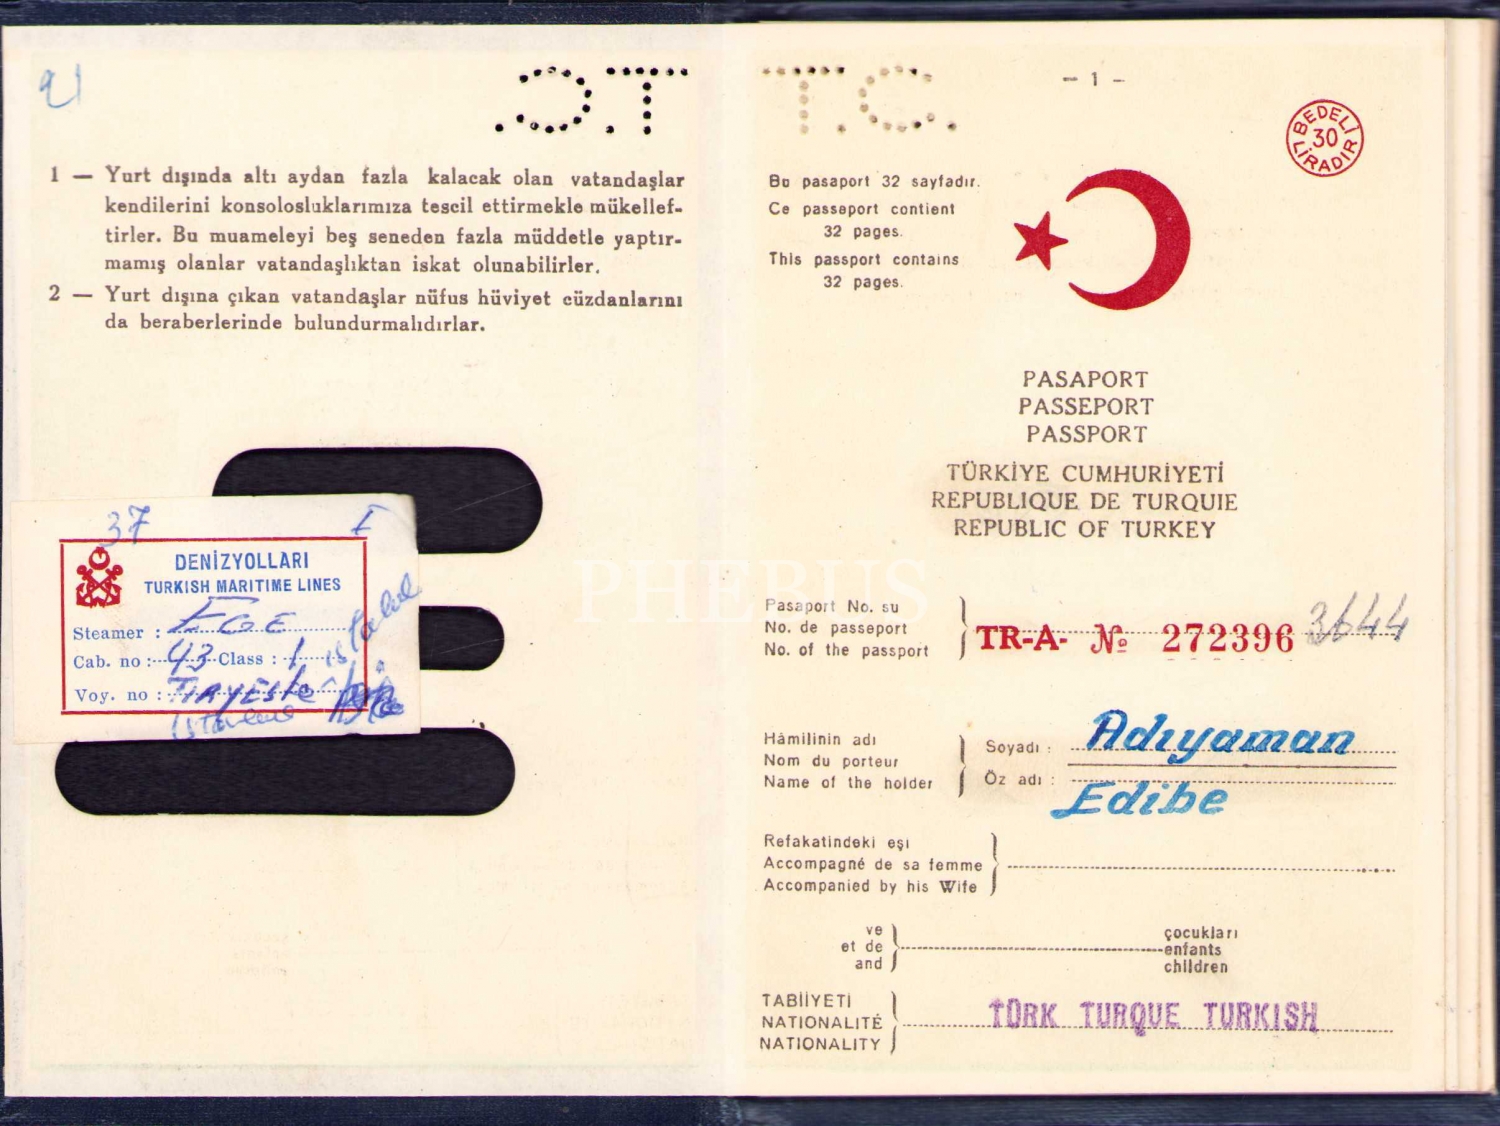 21
T.C.
1 — Yurt dışında altı aydan fazla kalacak olan vatandaşlar
kendilerini konsolosluklarımıza tescil ettirmekle mükellef-
tirler. Bu muameleyi beş seneden fazla müddetle yaptır-
mamış olanlar vatandaşlıktan iskat olunabilirler.
2 — Yurt dışına çıkan vatandaşlar nüfus hüviyet cüzdanlarını
da beraberlerinde bulundurmalıdırlar.
37 I
DENİZYOLLARI
TURKISH MARITIME LINES
Steamer : EGE
Cab. no : 43 Class : 1
Voy. no : 
istanbul
T.C.
- 1 -
BEDELİ
30
LİRADIR
Bu pasaport 32 sayfadır.
Ce passeport contient
32 pages.
This passport contains
32 pages.
PASAPORT
PASSEPORT
PASSPORT
TÜRKİYE CUMHURİYETİ
REPUBLIQUE DE TURQUIE
REPUBLIC OF TURKEY
PHEBUS
Pasaport No. su
No. de passeport
No. of the passport
TR-A- № 272396 3644
Hâmilinin adı
Nom du porteur
Name of the holder
Soyadı : Adıyaman
Öz adı : Edibe
Refakatindeki eşi
Accompagné de sa femme
Accompanied by his Wife
ve
et de
and
çocukları
enfants
children
TABİİYETİ
NATIONALITÉ
NATIONALITY
TÜRK TURQUE TURKISH